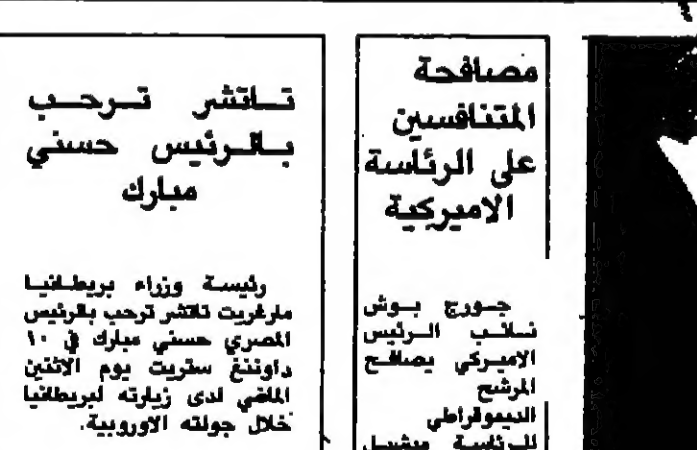 مصافحة
المتنافسين
على الرئاسة
الاميركية
جورج بوش
نائب الرئيس
الاميركي يصافح
المرشح
الديموقراطي
للرئاسة ميشيل
تاتشر ترحب
بالرئيس حسني
مبارك
رئيسة وزراء بريطانيا
مارغريت تاتشر ترحب بالرئيس
المصري حسني مبارك في ١٠
داوننغ ستريت يوم الاثنين
الماضي لدى زيارته لبريطانيا
خلال جولته الاوروبية.